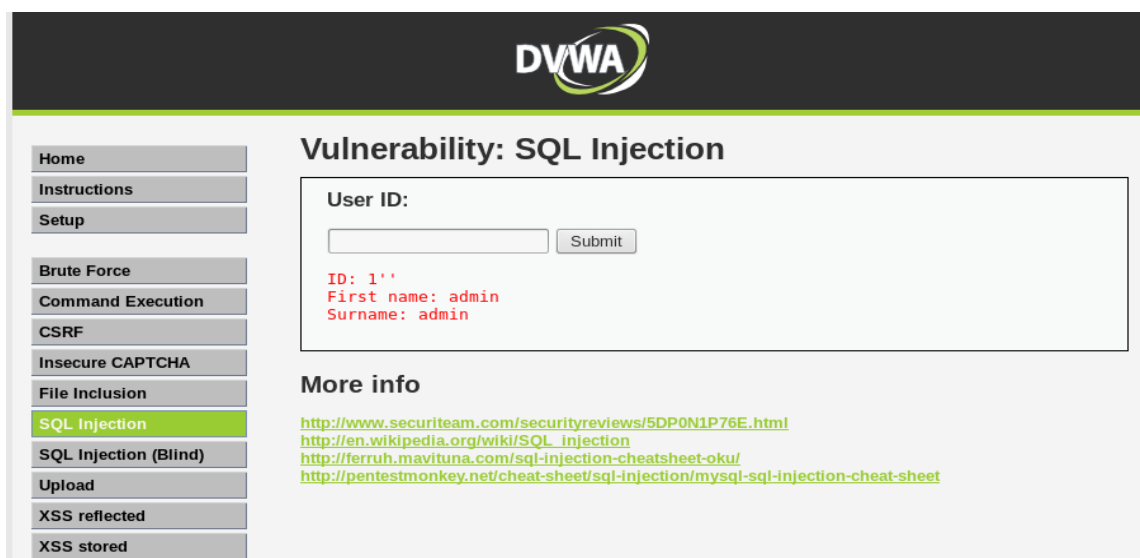 DVWA
Home
Instructions
Setup
Brute Force
Command Execution
CSRF
Insecure CAPTCHA
File Inclusion
SQL Injection
SQL Injection (Blind)
Upload
XSS reflected
XSS stored
Vulnerability: SQL Injection
User ID:
Submit
ID: 1''
First name: admin
Surname: admin
More info
http://www.securiteam.com/securityreviews/5DP0N1P76E.html
http://en.wikipedia.org/wiki/SQL_injection
http://ferruh.mavituna.com/sql-injection-cheatsheet-oku/
http://pentestmonkey.net/cheat-sheet/sql-injection/mysql-sql-injection-cheat-sheet